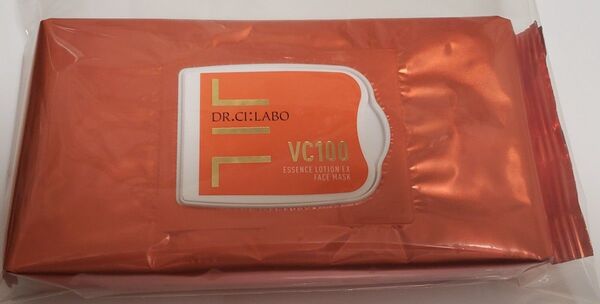 DR.CI:LABO
VC100
ESSENCE LOTION EX
FACE MASK